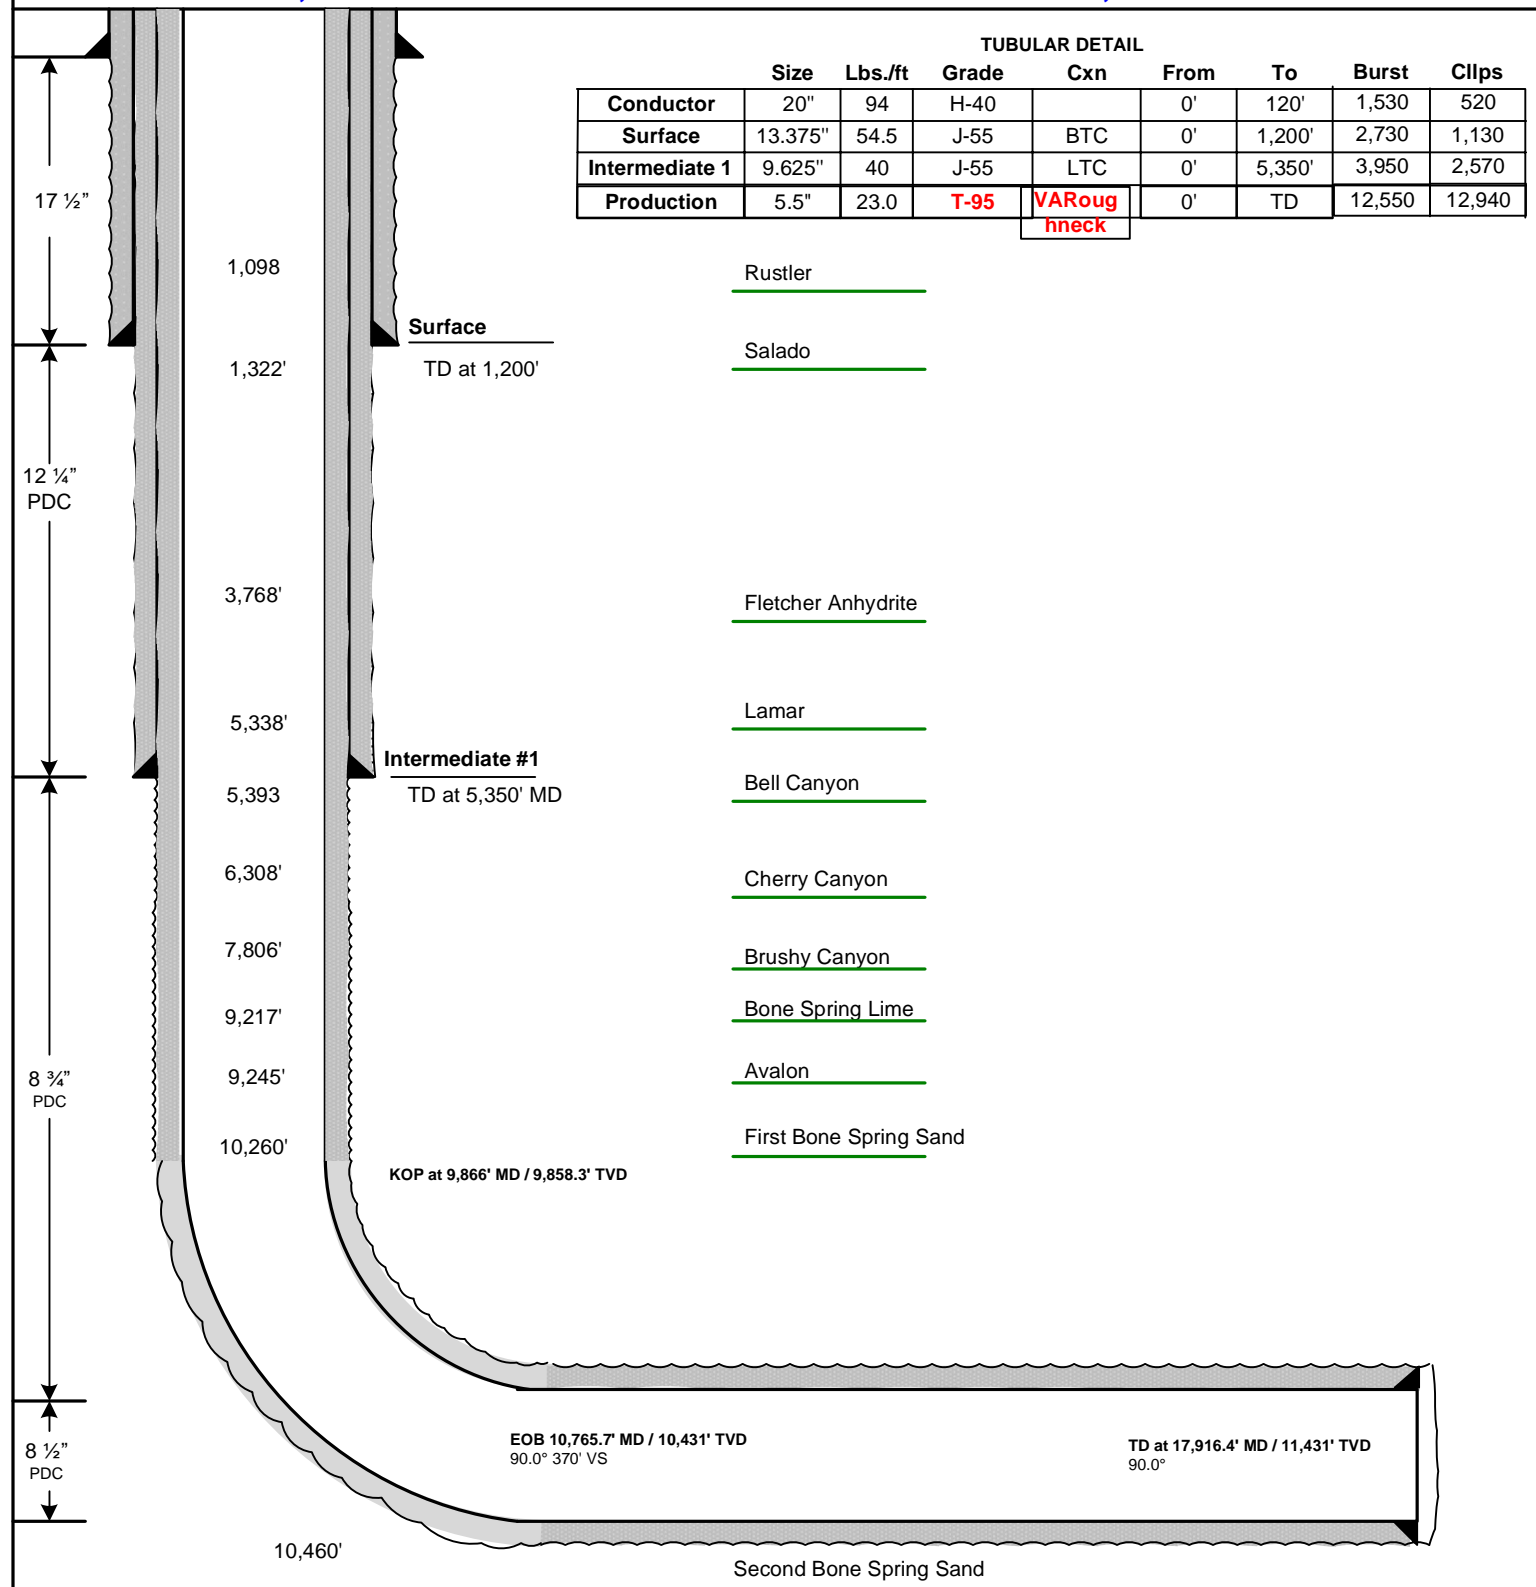 TUBULAR DETAIL
Size Lbs./ft Grade Cxn From To Burst Cllps
Conductor 20" 94 H-40 0' 120' 1,530 520
Surface 13.375" 54.5 J-55 BTC 0' 1,200' 2,730 1,130
Intermediate 1 9.625" 40 J-55 LTC 0' 5,350' 3,950 2,570
Production 5.5" 23.0 T-95 VARoug 0' TD 12,550 12,940
hneck
17 ½”
1,098 Rustler
Surface
1,322' TD at 1,200' Salado
12 ¼”
PDC
3,768' Fletcher Anhydrite
5,338' Lamar
Intermediate #1
5,393 TD at 5,350' MD Bell Canyon
6,308' Cherry Canyon
7,806' Brushy Canyon
9,217' Bone Spring Lime
8 ¾”
PDC
9,245' Avalon
10,260' First Bone Spring Sand
KOP at 9,866' MD / 9,858.3' TVD
8 ½”
PDC
EOB 10,765.7' MD / 10,431' TVD
90.0° 370' VS
TD at 17,916.4' MD / 11,431' TVD
90.0°
10,460' Second Bone Spring Sand